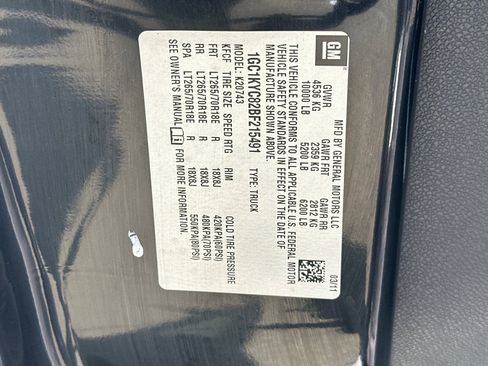 GM
MFD BY GENERAL MOTORS LLC
03/11
GVWR GAWR FRT GAWR RR
4536 KG 2359 KG 2812 KG
10000 LB 5200 LB 6200 LB
THIS VEHICLE CONFORMS TO ALL APPLICABLE U.S. FEDERAL MOTOR
VEHICLE SAFETY STANDARDS IN EFFECT ON THE DATE OF
MANUFACTURE SHOWN ABOVE.
1GC1KYC82BF215491 TYPE: TRUCK
MODEL: K20743
KFCF TIRE SIZE SPEED RTG RIM COLD TIRE PRESSURE
FRT LT265/70R18E R 18X8J 420KPA(60PSI)
RR LT265/70R18E R 18X8J 480KPA(70PSI)
SPA LT265/70R18E R 18X8J 550KPA(80PSI)
SEE OWNER'S MANUAL FOR MORE INFORMATION.